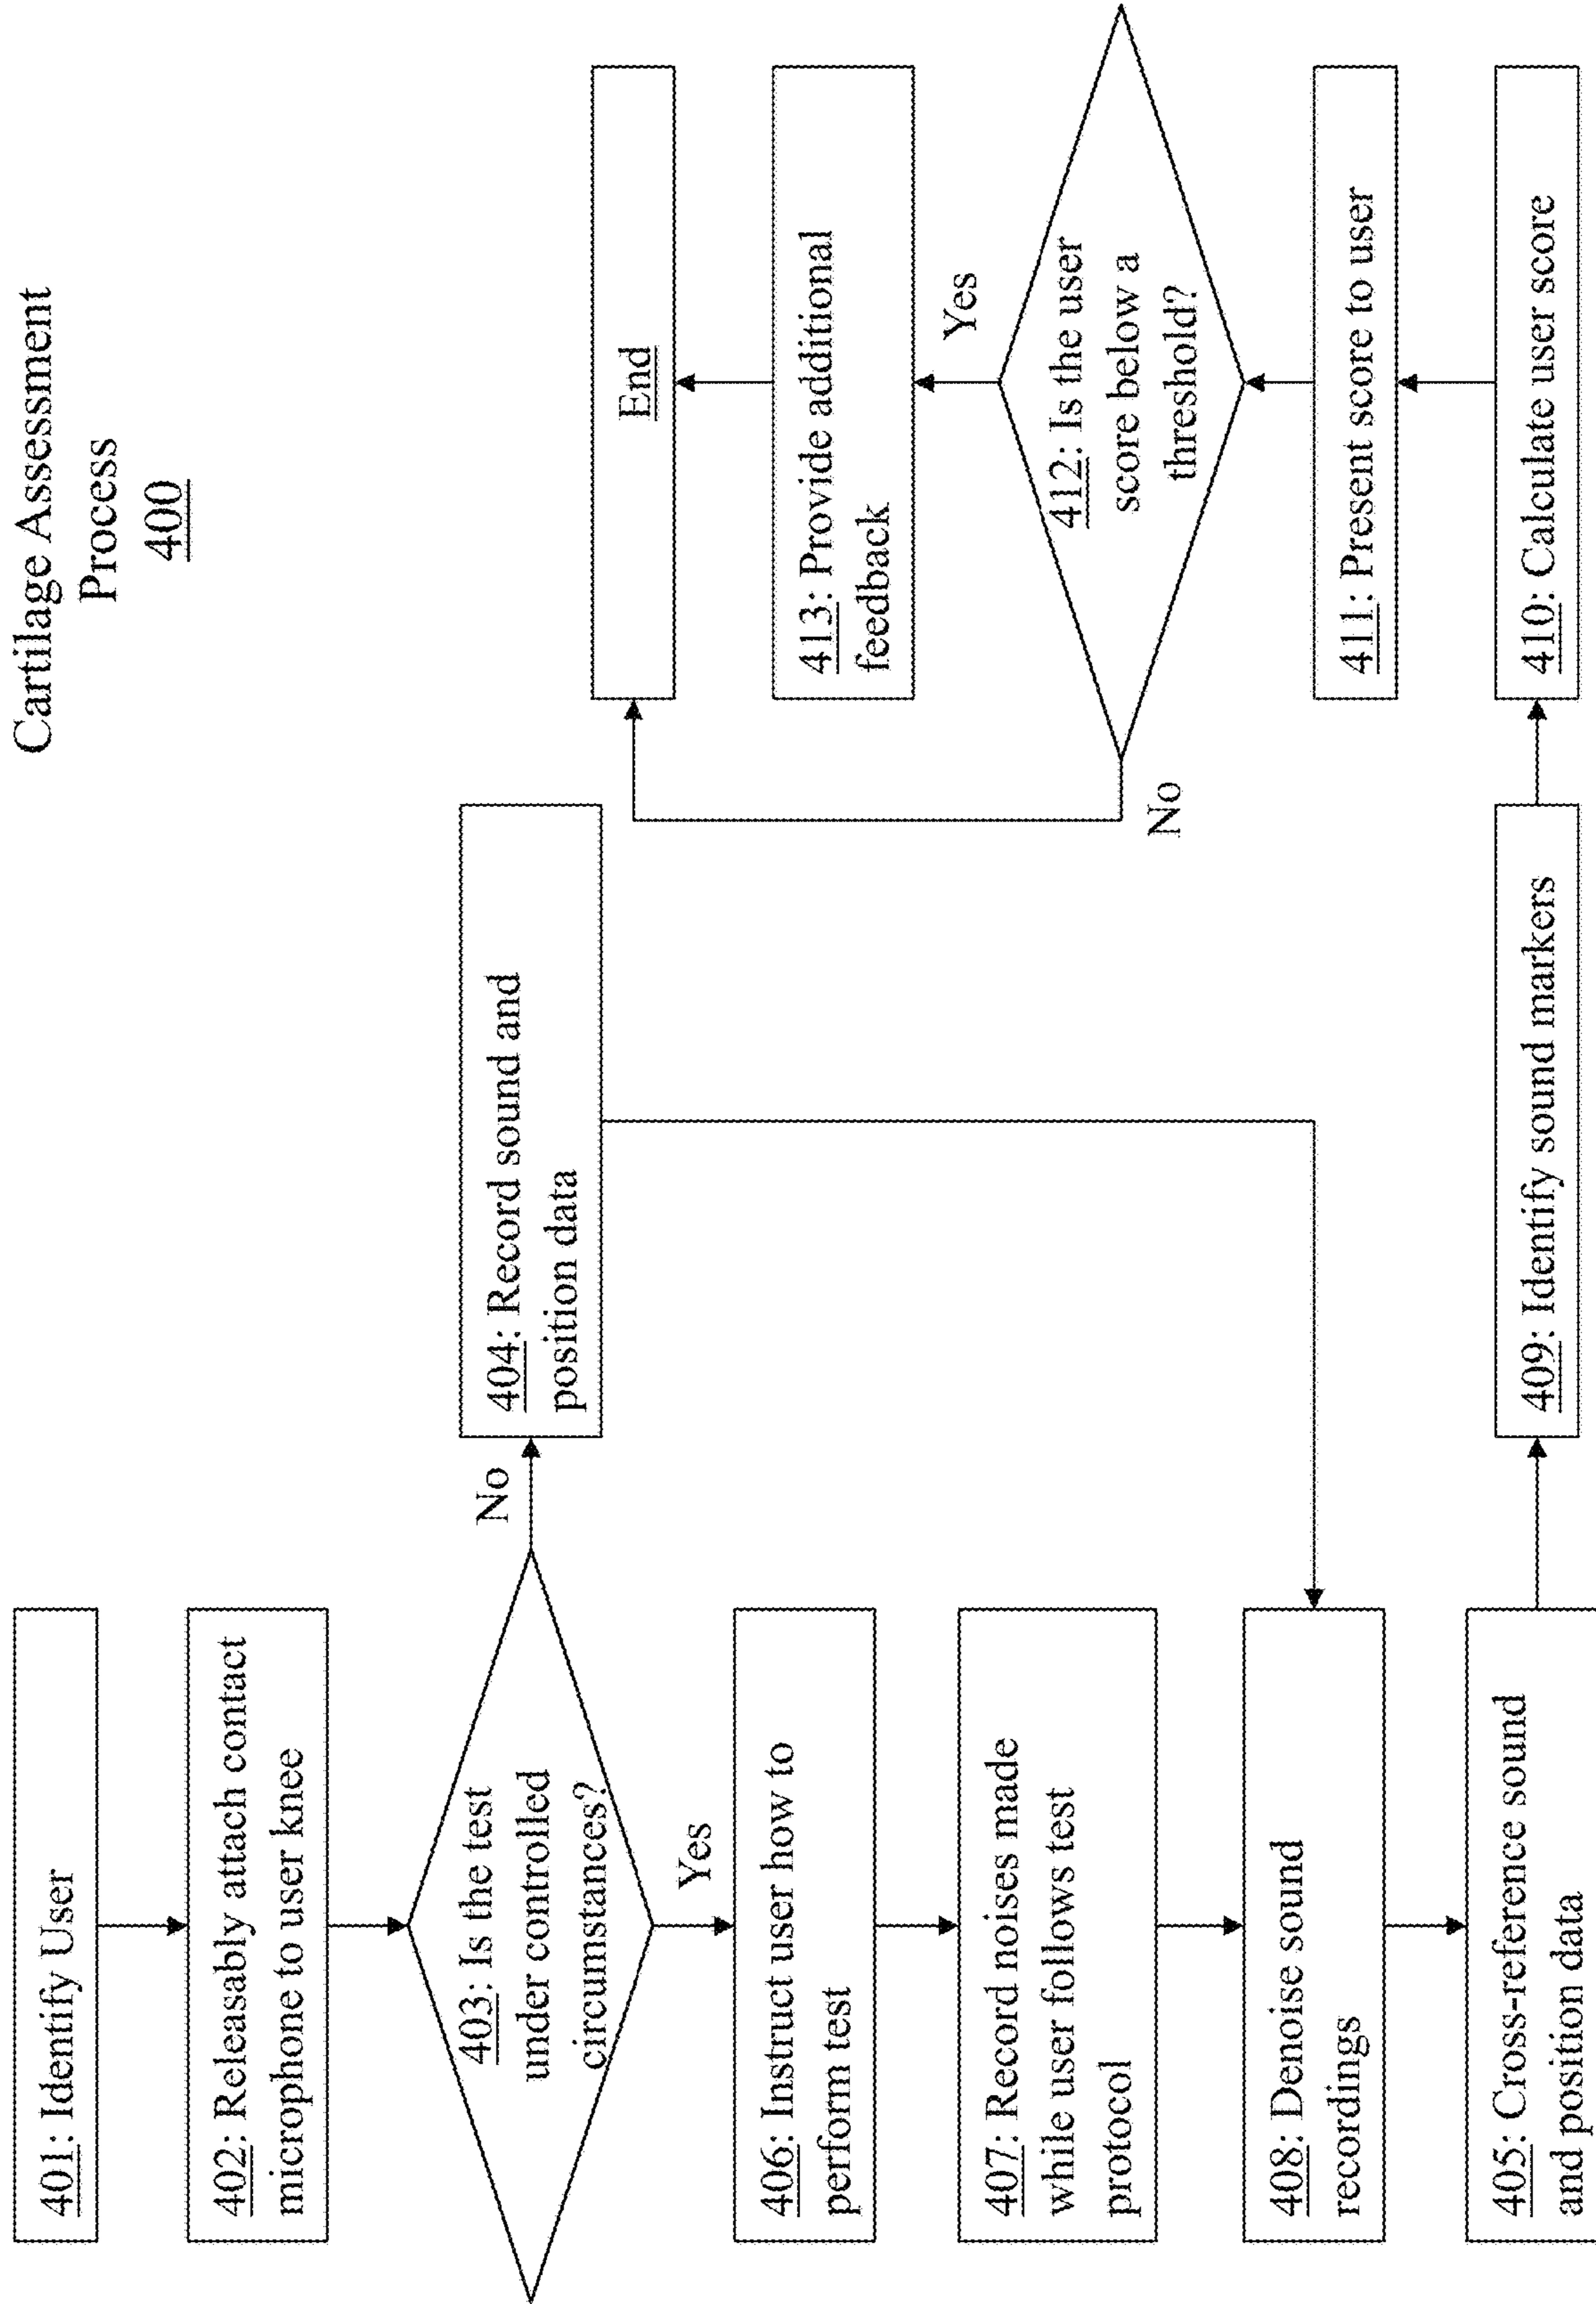 Cartilage Assessment
Process
400
401: Identify User
402: Releasably attach contact
microphone to user knee
403: Is the test
under controlled
circumstances?
No
404: Record sound and
position data
Yes
406: Instruct user how to
perform test
407: Record noises made
while user follows test
protocol
408: Denoise sound
recordings
405: Cross-reference sound
and position data
409: Identify sound markers
410: Calculate user score
411: Present score to user
412: Is the user
score below a
threshold?
No
Yes
413: Provide additional
feedback
End